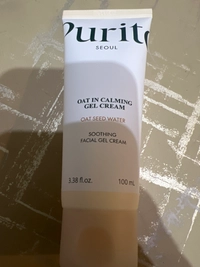 Purito
SEOUL
OAT IN CALMING
GEL CREAM
OAT SEED WATER
SOOTHING
FACIAL GEL CREAM
3.38 fl.oz. 100 mL